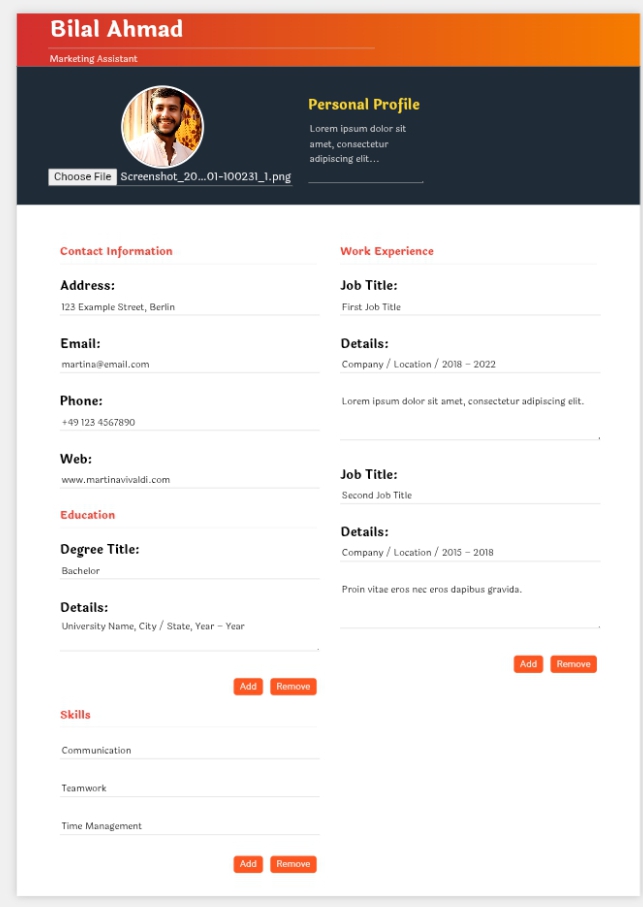 Bilal Ahmad
Marketing Assistant
Choose File Screenshot_20...01-100231_1.png
Personal Profile
Lorem ipsum dolor sit
amet, consectetur
adipiscing elit...
Contact Information
Address:
123 Example Street, Berlin
Email:
martina@email.com
Phone:
+49 123 4567890
Web:
www.martinavivaldi.com
Education
Degree Title:
Bachelor
Details:
University Name, City / State, Year – Year
Add Remove
Skills
Communication
Teamwork
Time Management
Add Remove
Work Experience
Job Title:
First Job Title
Details:
Company / Location / 2018 – 2022
Lorem ipsum dolor sit amet, consectetur adipiscing elit.
Job Title:
Second Job Title
Details:
Company / Location / 2015 – 2018
Proin vitae eros nec eros dapibus gravida.
Add Remove